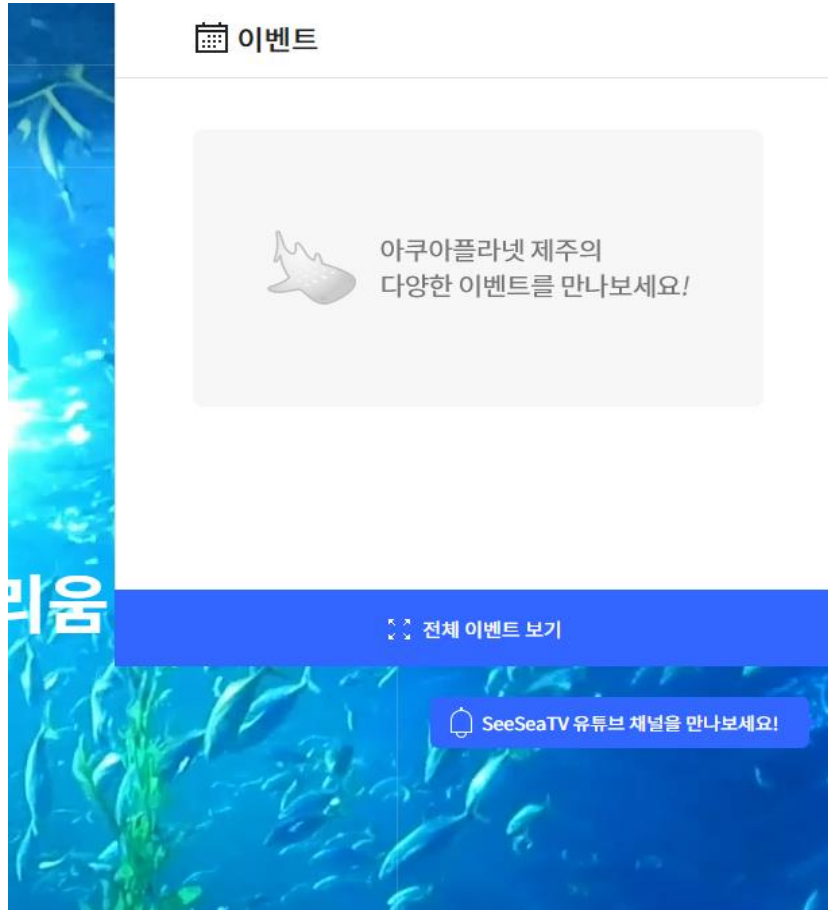 이벤트
아쿠아플라넷 제주의
다양한 이벤트를 만나보세요!
리움
전체 이벤트 보기
SeeSeaTV 유튜브 채널을 만나보세요!